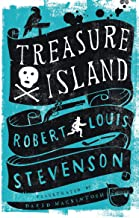 TREASURE
ISLAND
ROBERT
LOUIS
STEVENSON
ILLUSTRATED BY
DAVID MACKINTOSH